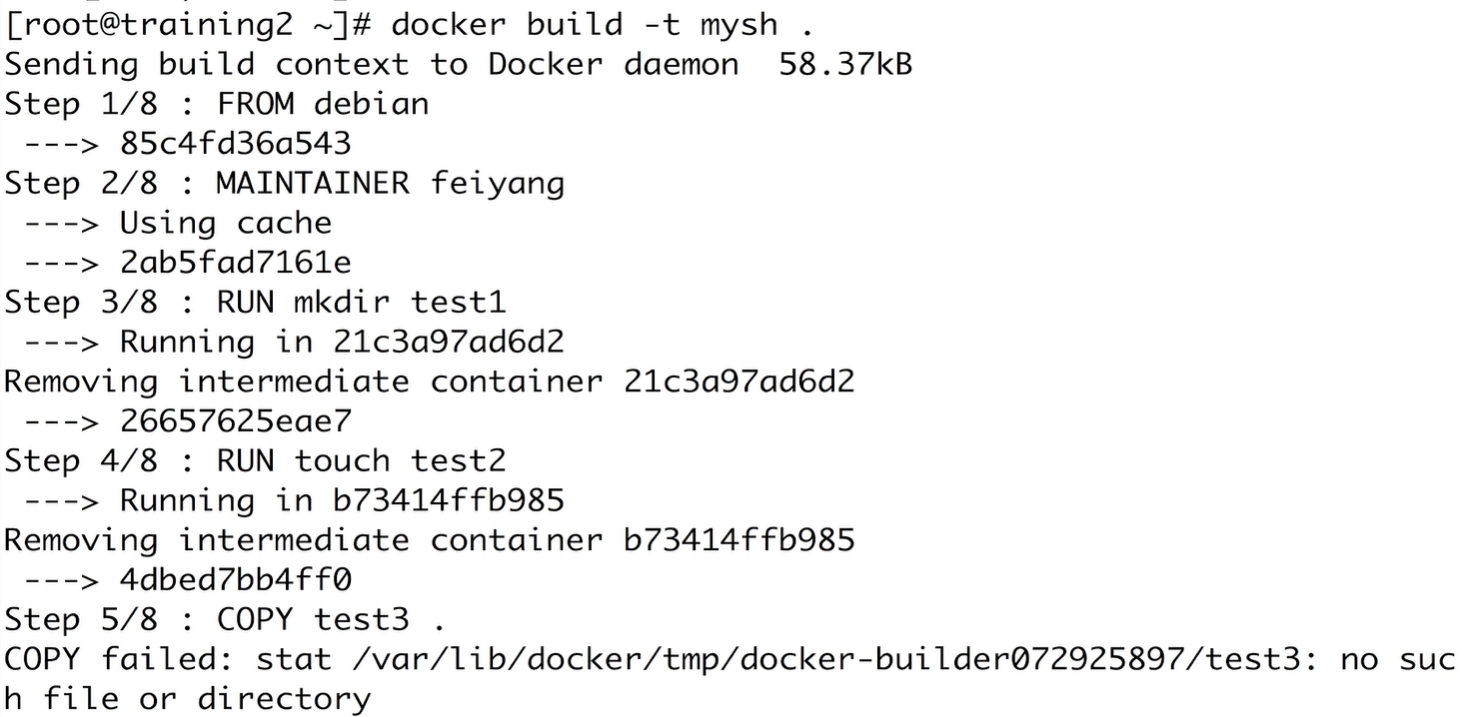 [root@training2 ~]# docker build -t mysh .
Sending build context to Docker daemon  58.37kB
Step 1/8 : FROM debian
 ---> 85c4fd36a543
Step 2/8 : MAINTAINER feiyang
 ---> Using cache
 ---> 2ab5fad7161e
Step 3/8 : RUN mkdir test1
 ---> Running in 21c3a97ad6d2
Removing intermediate container 21c3a97ad6d2
 ---> 26657625eae7
Step 4/8 : RUN touch test2
 ---> Running in b73414ffb985
Removing intermediate container b73414ffb985
 ---> 4dbed7bb4ff0
Step 5/8 : COPY test3 .
COPY failed: stat /var/lib/docker/tmp/docker-builder072925897/test3: no suc
h file or directory